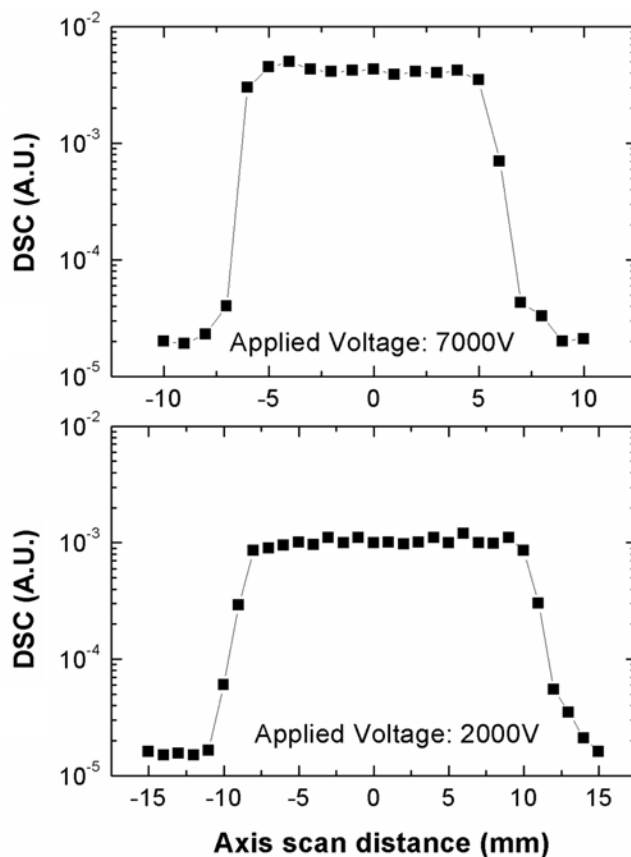 10⁻²
10⁻³
10⁻⁴
10⁻⁵
DSC (A.U.)
Applied Voltage: 7000V
-10 -5 0 5 10
10⁻²
10⁻³
10⁻⁴
10⁻⁵
DSC (A.U.)
Applied Voltage: 2000V
-15 -10 -5 0 5 10 15
Axis scan distance (mm)